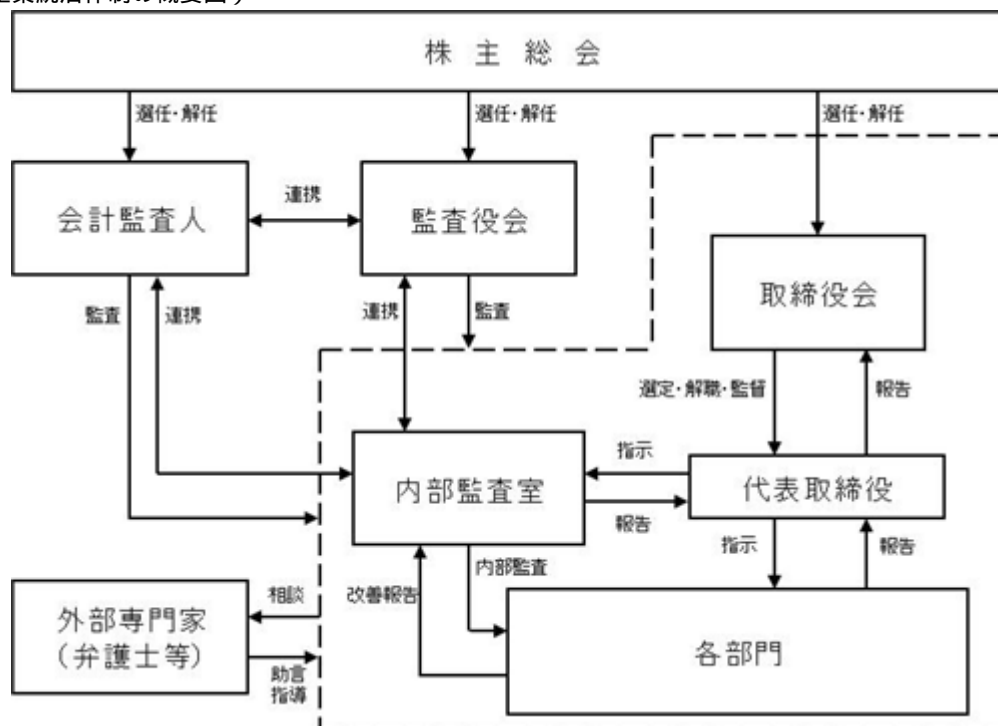 株主総会
選任・解任
選任・解任
選任・解任
会計監査人
連携
監査役会
取締役会
監査
連携
連携
監査
選定・解職・監督
報告
内部監査室
指示
報告
代表取締役
指示
報告
内部監査
改善報告
外部専門家
(弁護士等)
相談
助言
指導
各部門